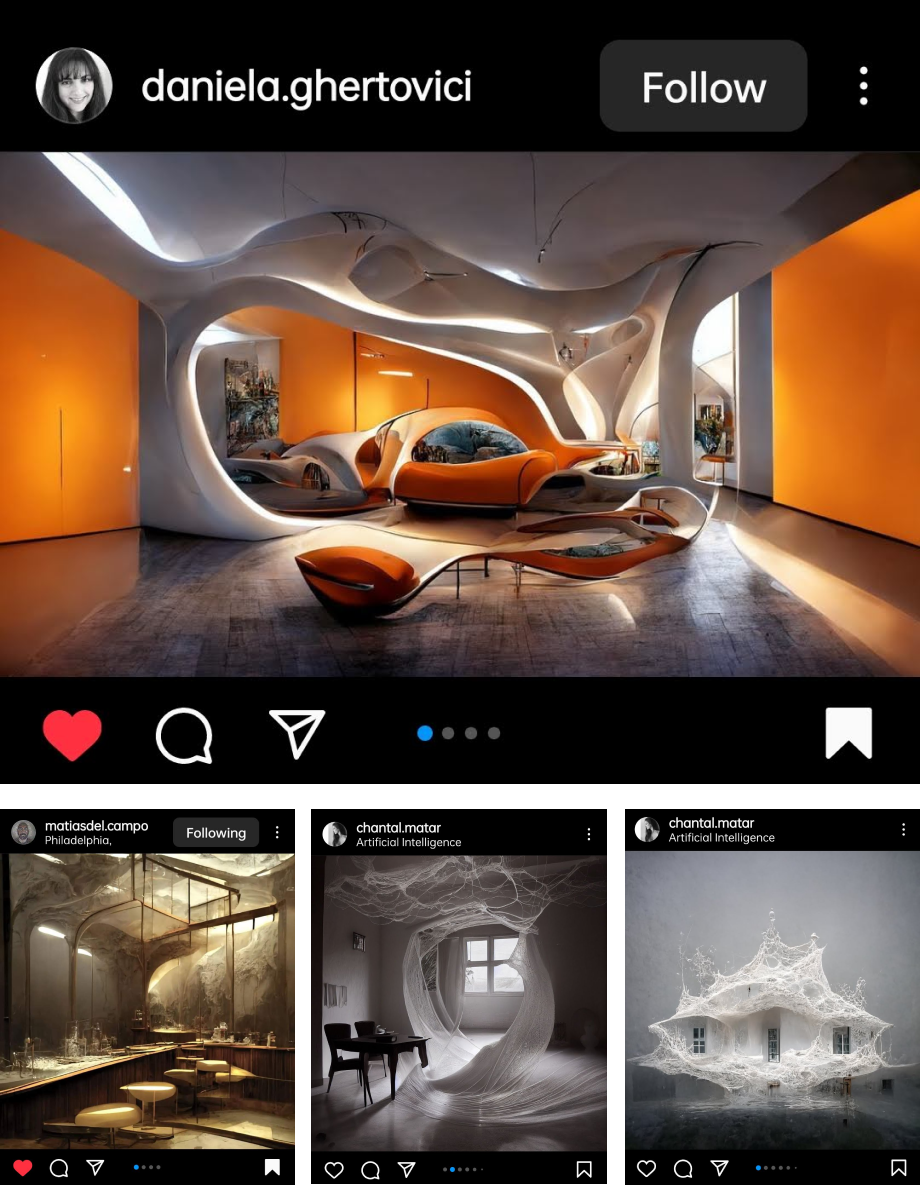 daniela.ghertovici
Follow
matiasdel.campo
Philadelphia,
Following
chantal.matar
Artificial Intelligence
chantal.matar
Artificial Intelligence